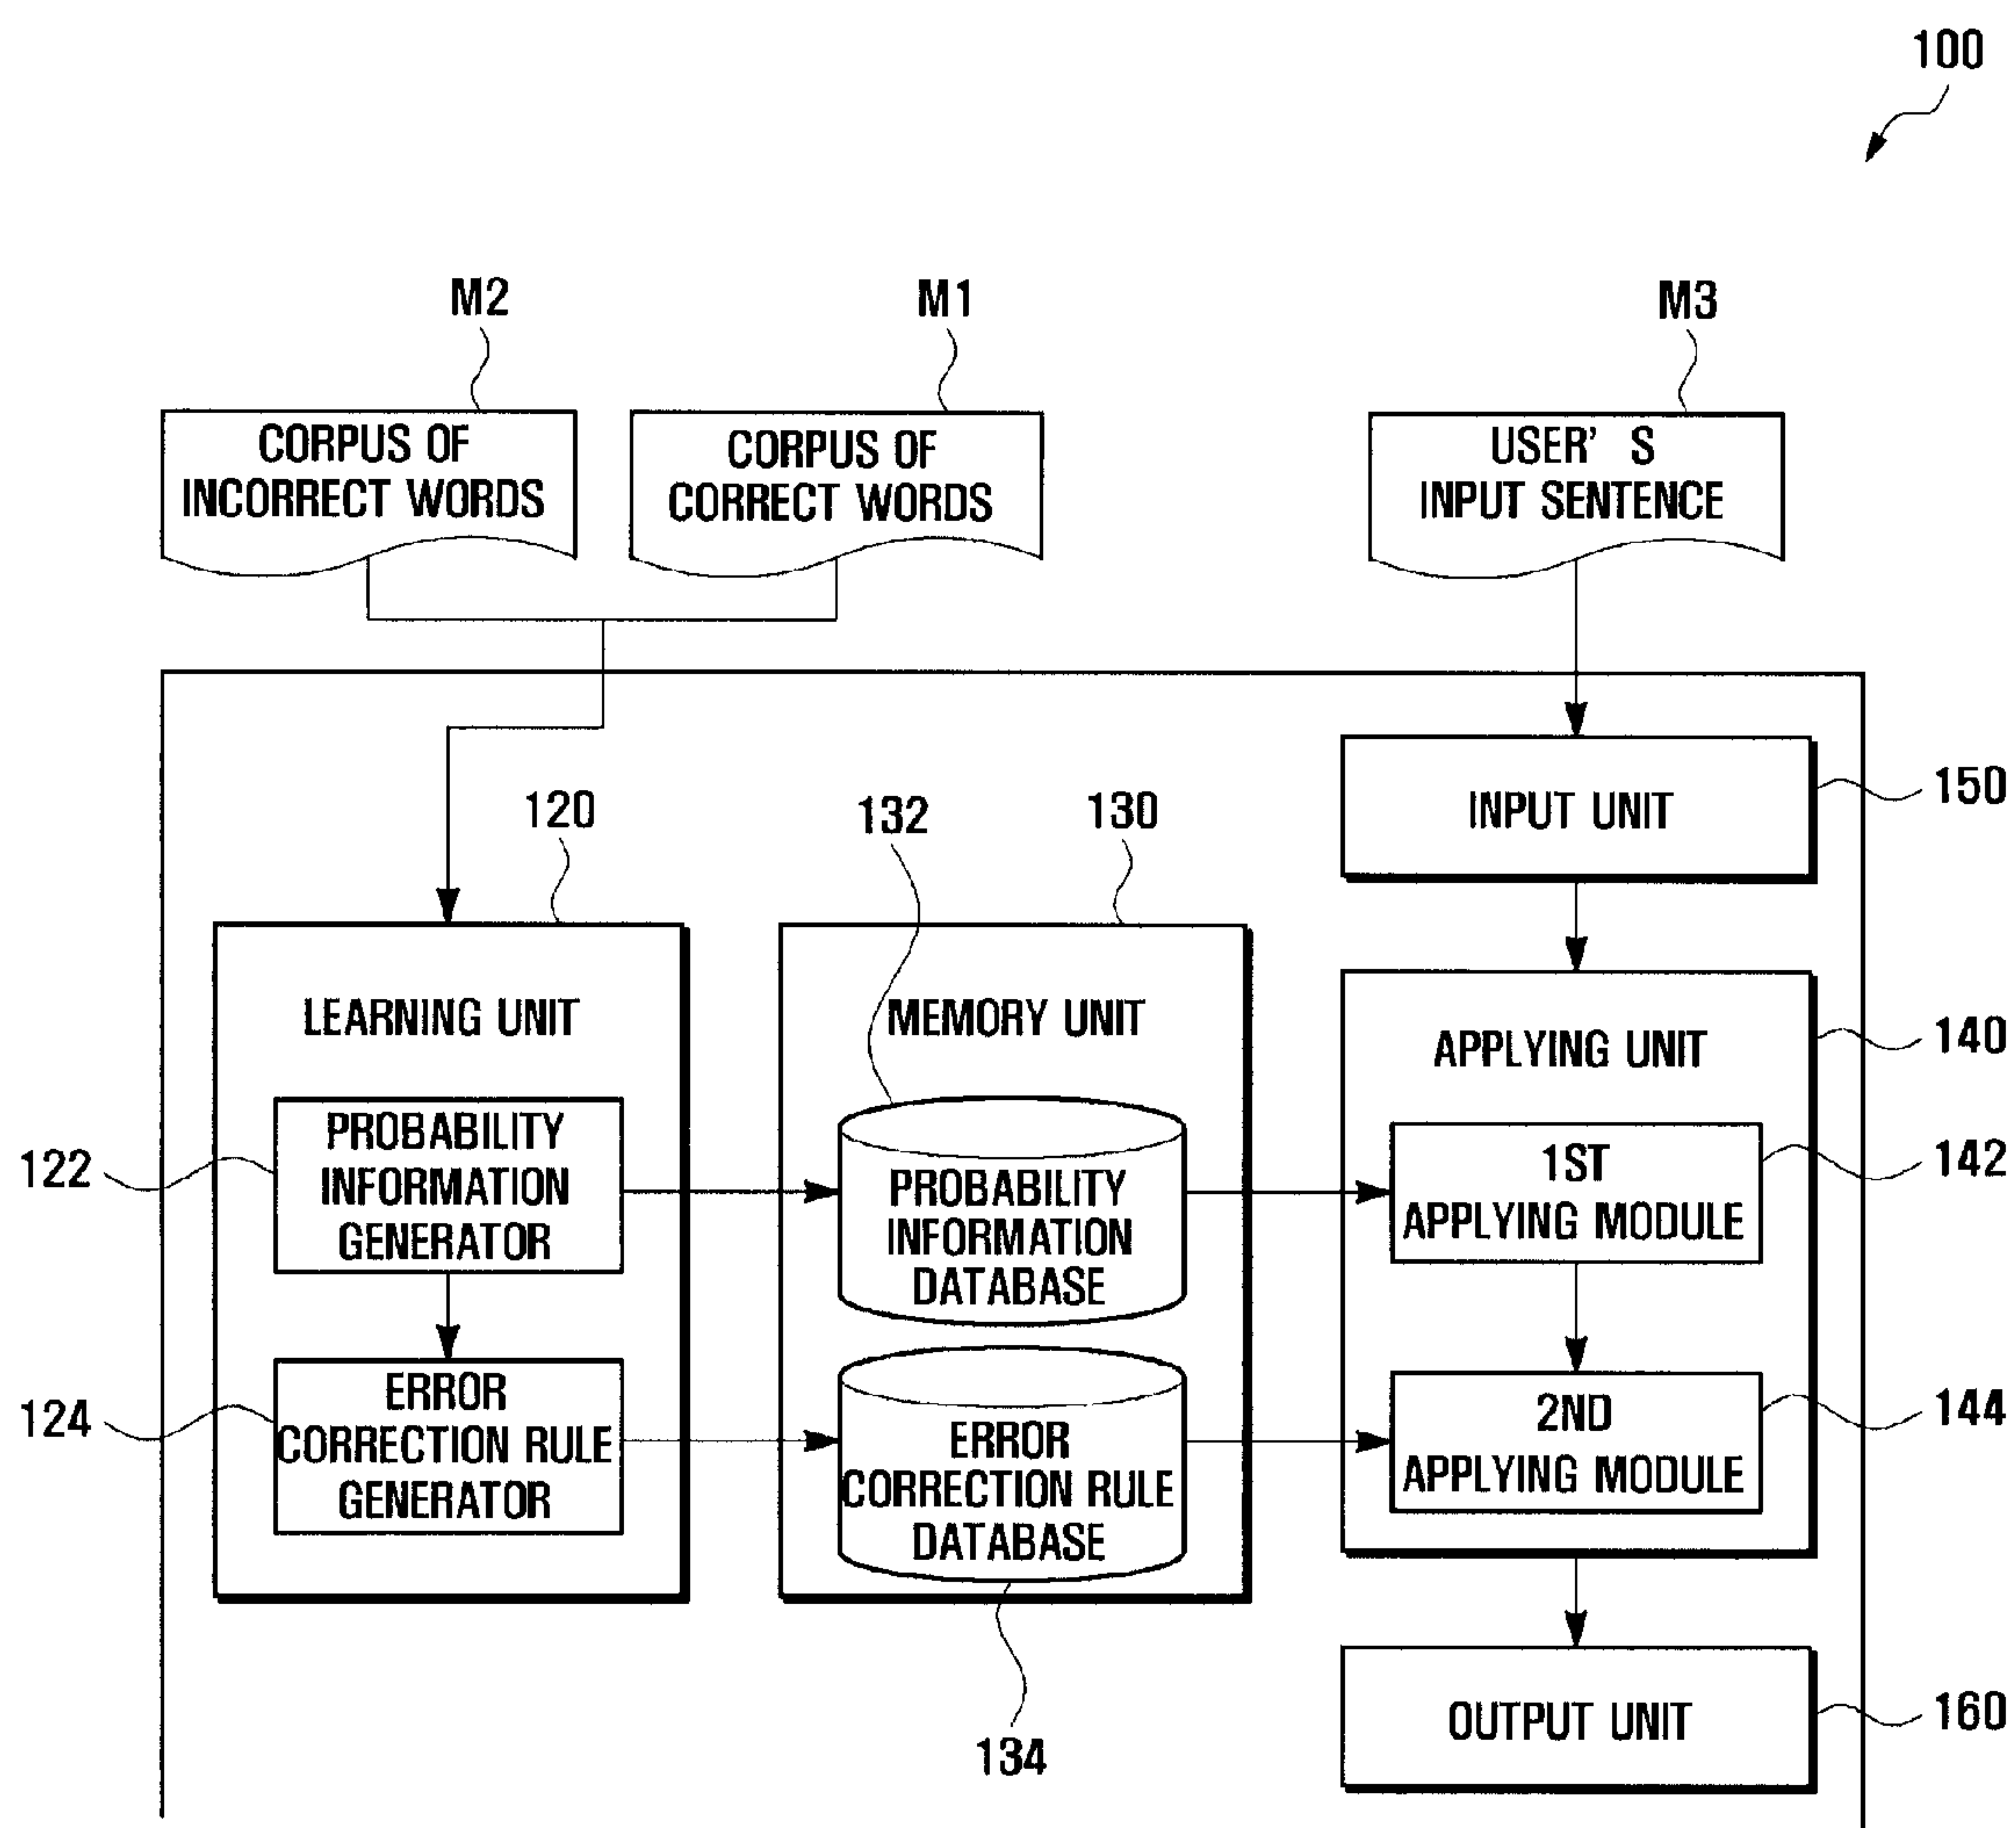 100
M2
M1
M3
CORPUS OF
INCORRECT WORDS
CORPUS OF
CORRECT WORDS
USER' S
INPUT SENTENCE
150
INPUT UNIT
120
132
130
LEARNING UNIT
MEMORY UNIT
140
APPLYING UNIT
122
PROBABILITY
INFORMATION
GENERATOR
PROBABILITY
INFORMATION
DATABASE
142
1ST
APPLYING MODULE
124
ERROR
CORRECTION RULE
GENERATOR
ERROR
CORRECTION RULE
DATABASE
144
2ND
APPLYING MODULE
134
160
OUTPUT UNIT